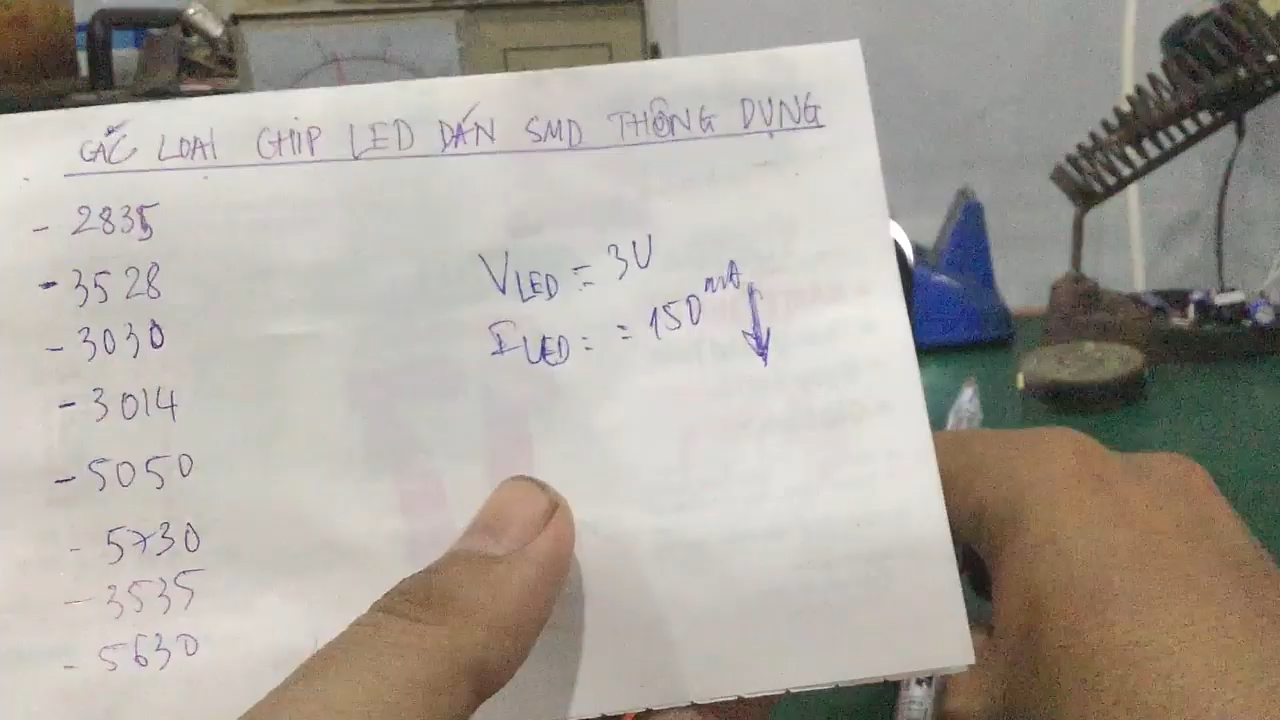 CÁC LOẠI CHIP LED DÁN SMD THÔNG DỤNG
- 2835
- 3528
- 3030
- 3014
- 5050
- 5730
- 3535
- 5630
VLED = 3V
ILED = = 150mA